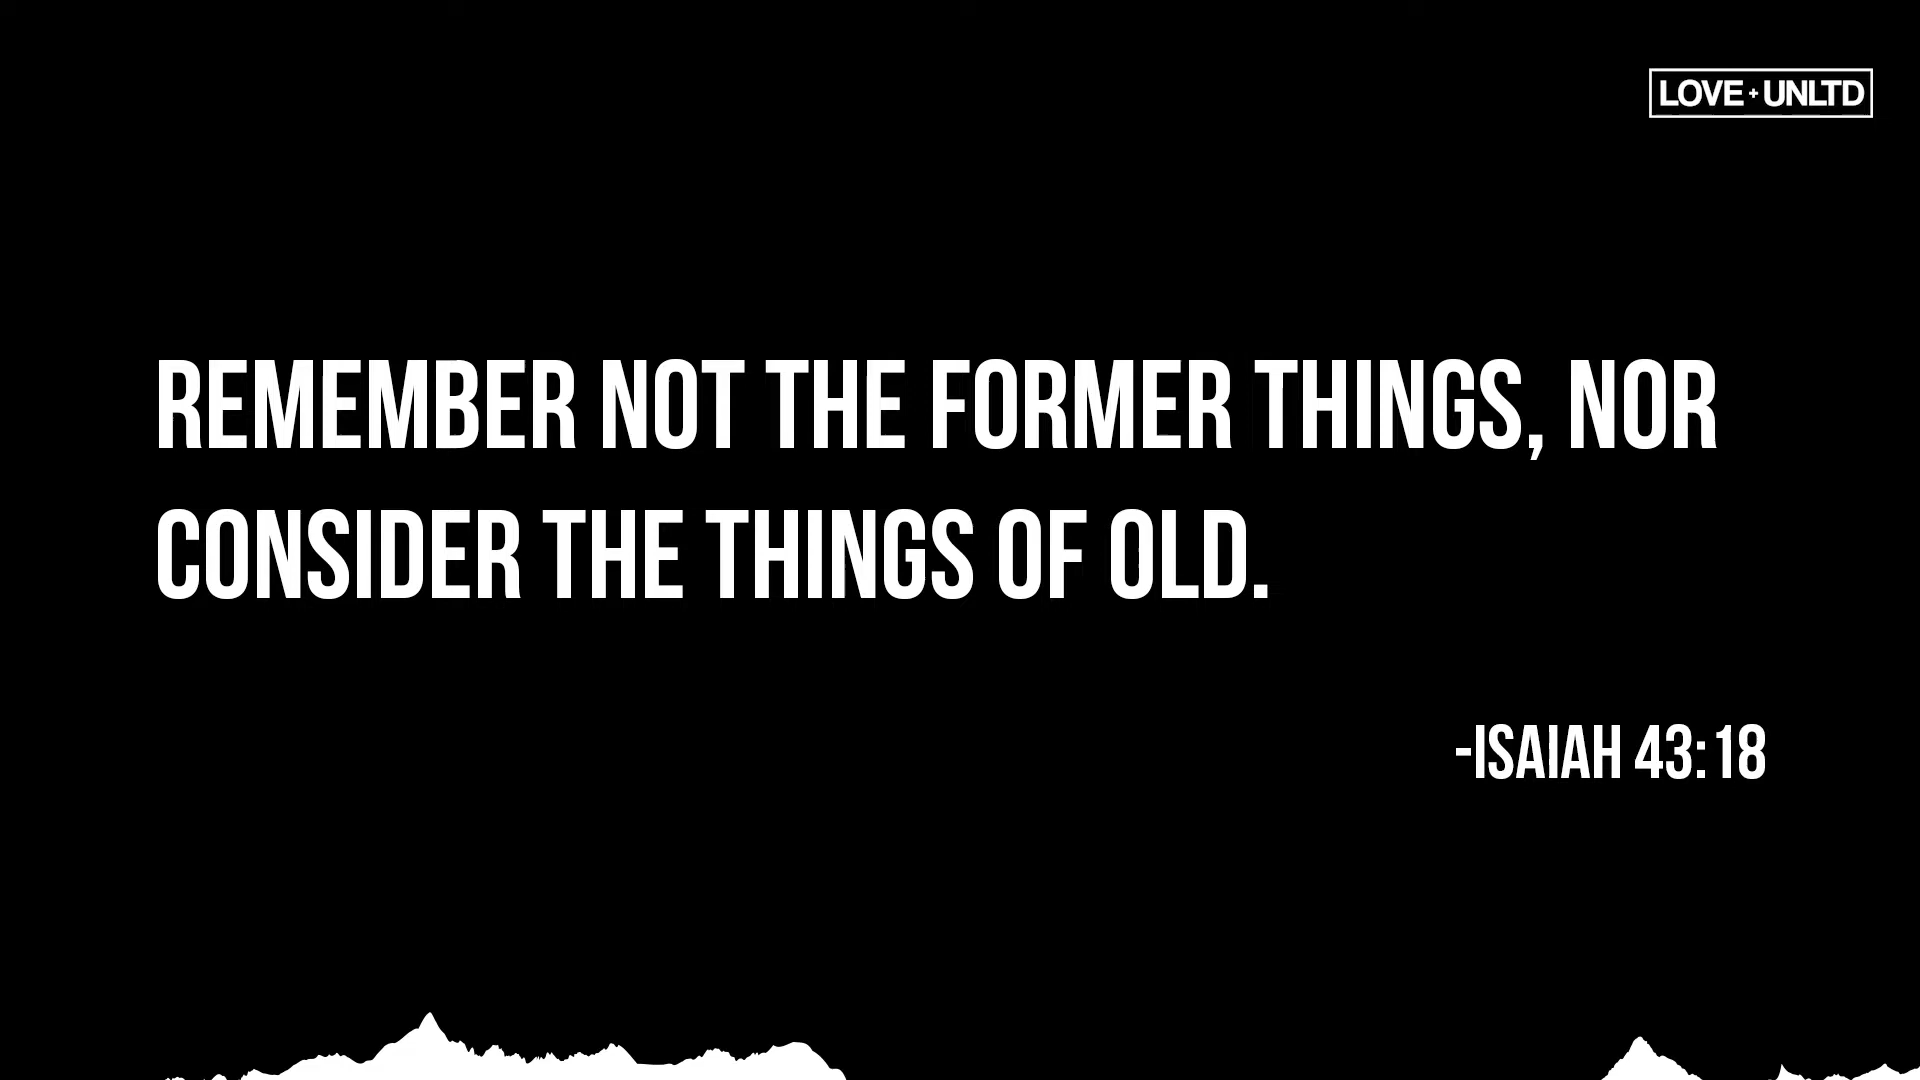 LOVE + UNLTD
REMEMBER NOT THE FORMER THINGS, NOR
CONSIDER THE THINGS OF OLD.
-ISAIAH 43:18